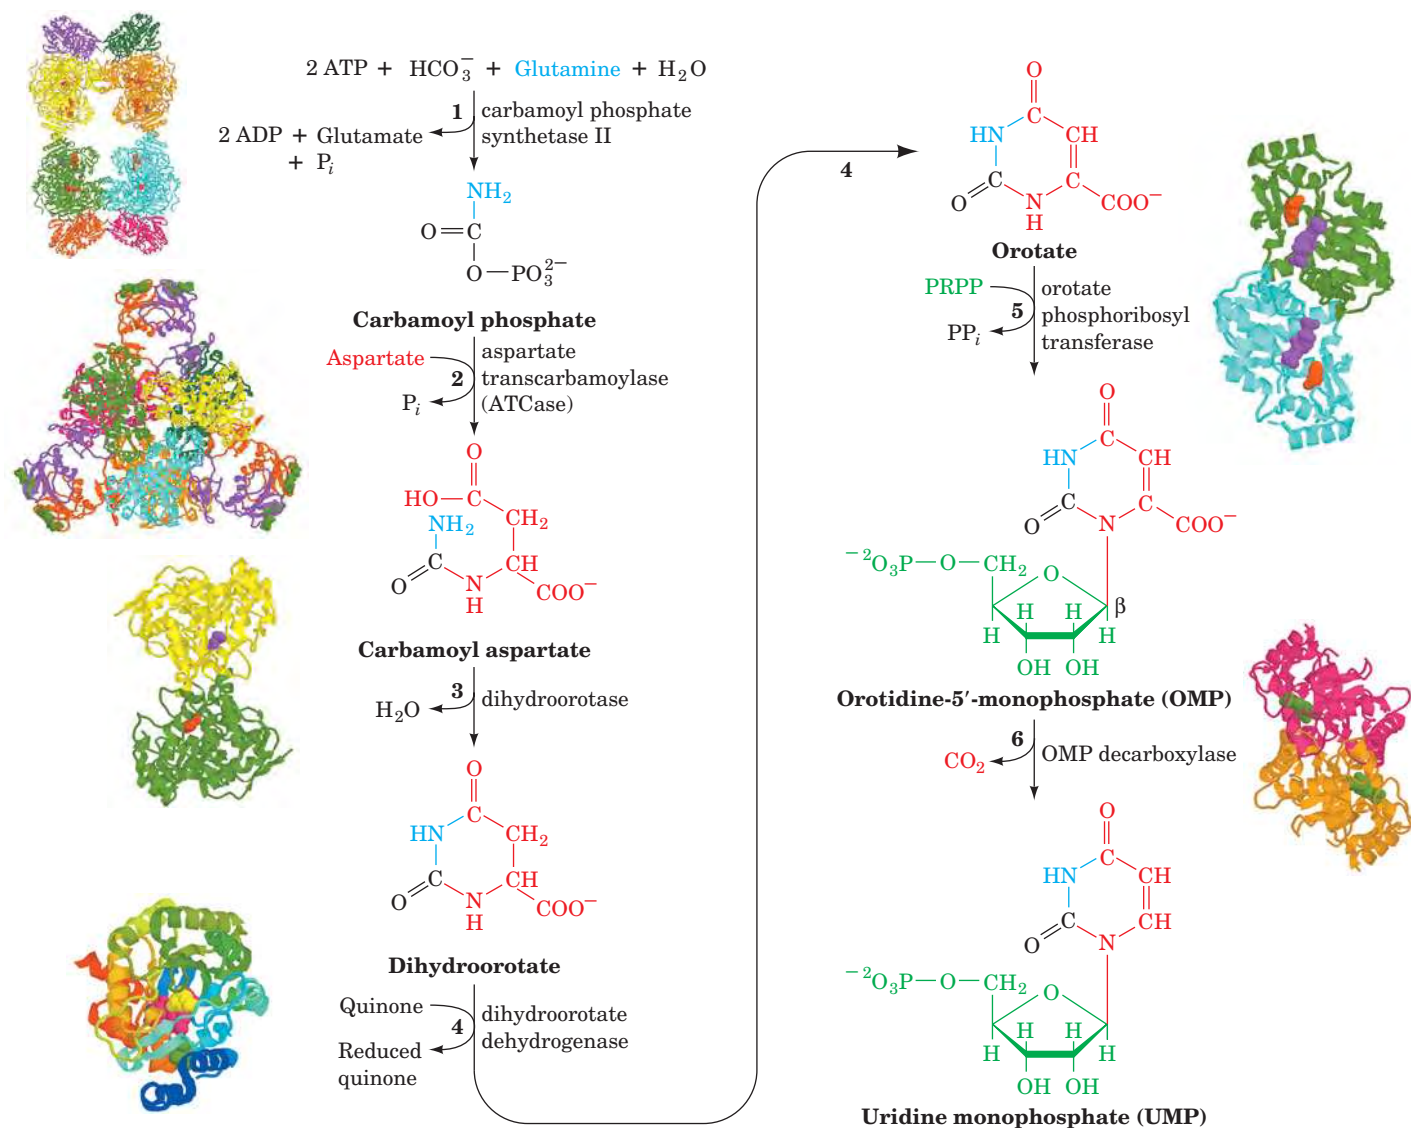 2 ATP + HCO₃⁻ + Glutamine + H₂O
1
carbamoyl phosphate
synthetase II
2 ADP + Glutamate
+ Pᵢ
NH₂
O=C
O—PO₃²⁻
Carbamoyl phosphate
Aspartate
2
aspartate
transcarbamoylase
(ATCase)
Pᵢ
O
HO—C
NH₂
CH₂
C
CH
O
N
H
COO⁻
Carbamoyl aspartate
3
dihydroorotase
H₂O
O
C
HN
CH₂
C
CH
O
N
H
COO⁻
Dihydroorotate
Quinone
4
dihydroorotate
dehydrogenase
Reduced
quinone
4
O
C
HN
CH
C
C
O
NH
COO⁻
Orotate
PRPP
5
orotate
phosphoribosyl
transferase
PPᵢ
O
C
HN
CH
C
C
O
N
COO⁻
⁻²O₃P—O—CH₂
O
β
H
H
H
H
OH OH
Orotidine-5′-monophosphate (OMP)
6
OMP decarboxylase
CO₂
O
C
HN
CH
C
CH
O
N
⁻²O₃P—O—CH₂
O
H
H
H
H
OH OH
Uridine monophosphate (UMP)